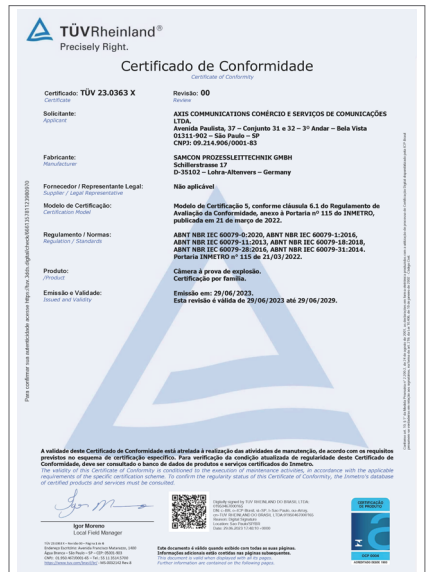 TÜVRheinland®
Precisely Right.
Certificado de Conformidade
Certificate of Conformity
Certificado: TÜV 23.0363 X
Certificate
Revisão: 00
Review
Solicitante:
Applicant
AXIS COMMUNICATIONS COMÉRCIO E SERVIÇOS DE COMUNICAÇÕES
LTDA.
Avenida Paulista, 37 – Conjunto 31 e 32 – 3º Andar – Bela Vista
01311-902 – São Paulo – SP
CNPJ: 09.214.906/0001-83
Fabricante:
Manufacturer
SAMCON PROZESSLEITTECHNIK GMBH
Schillerstrasse 17
D-35102 – Lohra-Altenvers – Germany
Fornecedor / Representante Legal:
Supplier / Legal Representative
Não aplicável
Modelo de Certificação:
Certification Model
Modelo de Certificação 5, conforme cláusula 6.1 do Regulamento de
Avaliação da Conformidade, anexo à Portaria nº 115 do INMETRO,
publicada em 21 de março de 2022.
Regulamento / Normas:
Regulation / Standards
ABNT NBR IEC 60079-0:2020, ABNT NBR IEC 60079-1:2016,
ABNT NBR IEC 60079-11:2013, ABNT NBR IEC 60079-18:2018,
ABNT NBR IEC 60079-28:2016, ABNT NBR IEC 60079-31:2014.
Portaria INMETRO n° 115 de 21/03/2022.
Produto:
/Product
Câmera à prova de explosão.
Certificação por família.
Emissão e Validade:
Issued and Validity
Emissão em: 29/06/2023.
Esta revisão é válida de 29/06/2023 até 29/06/2029.
A validade deste Certificado de Conformidade está atrelada à realização das atividades de manutenção, de acordo com os requisitos
previstos no esquema de certificação específico. Para verificação da condição atualizada de regularidade deste Certificado de
Conformidade, deve ser consultado o banco de dados de produtos e serviços certificados do Inmetro.
The validity of this Certificate of Conformity is conditioned to the execution of maintenance activities, in accordance with the applicable
requirements of the specific certification scheme. To confirm the regularity status of this Certificate of Conformity, the Inmetro's database
of certified products and services must be consulted.
Igor Moreno
Local Field Manager
Este documento é válido quando exibido com todas as suas páginas.
Informações adicionais estão contidas nas páginas subsequentes.
This document is valid when displayed with all its pages.
Further information are contained on the following pages.
CERTIFICAÇÃO
DE PRODUTO